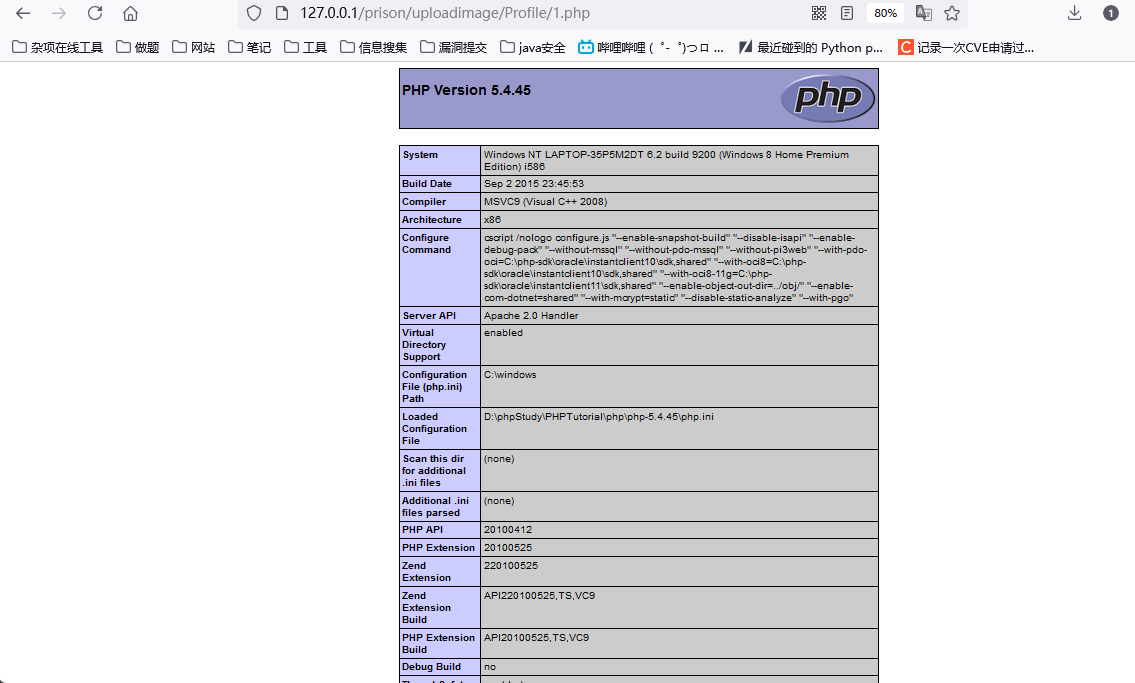 127.0.0.1/prison/uploadimage/Profile/1.php
80%
1
杂项在线工具 做题 网站 笔记 工具 信息搜集 漏洞提交 java安全 哔哩哔哩 (゜-゜)つロ ... 最近碰到的 Python p... C 记录一次CVE申请过...
PHP Version 5.4.45
php
System
Windows NT LAPTOP-35P5M2DT 6.2 build 9200 (Windows 8 Home Premium
Edition) i586
Build Date
Sep 2 2015 23:45:53
Compiler
MSVC9 (Visual C++ 2008)
Architecture
x86
Configure
Command
cscript /nologo configure.js "--enable-snapshot-build" "--disable-isapi" "--enable-
debug-pack" "--without-mssql" "--without-pdo-mssql" "--without-pi3web" "--with-pdo-
oci=C:\php-sdk\oracle\instantclient10\sdk,shared" "--with-oci8=C:\php-
sdk\oracle\instantclient10\sdk,shared" "--with-oci8-11g=C:\php-
sdk\oracle\instantclient11\sdk,shared" "--enable-object-out-dir=../obj/" "--enable-
com-dotnet=shared" "--with-mcrypt=static" "--disable-static-analyze" "--with-pgo"
Server API
Apache 2.0 Handler
Virtual
Directory
Support
enabled
Configuration
File (php.ini)
Path
C:\windows
Loaded
Configuration
File
D:\phpStudy\PHPTutorial\php\php-5.4.45\php.ini
Scan this dir
for additional
.ini files
(none)
Additional .ini
files parsed
(none)
PHP API
20100412
PHP Extension
20100525
Zend
Extension
220100525
Zend
Extension
Build
API220100525,TS,VC9
PHP Extension
Build
API20100525,TS,VC9
Debug Build
no